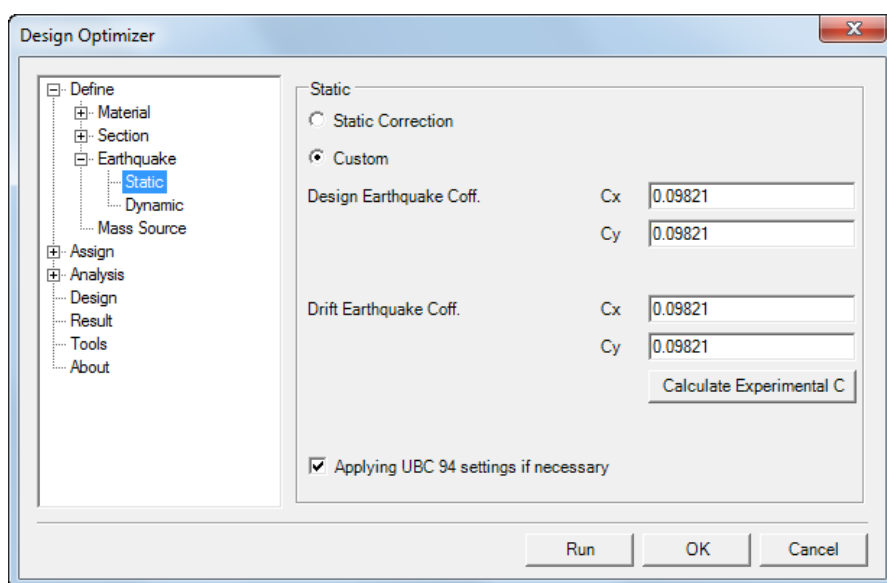 Design Optimizer
Define
Material
Section
Earthquake
Static
Dynamic
Mass Source
Assign
Analysis
Design
Result
Tools
About
Static
Static Correction
Custom
Design Earthquake Coff. Cx 0.09821
Cy 0.09821
Drift Earthquake Coff. Cx 0.09821
Cy 0.09821
Calculate Experimental C
Applying UBC 94 settings if necessary
Run OK Cancel